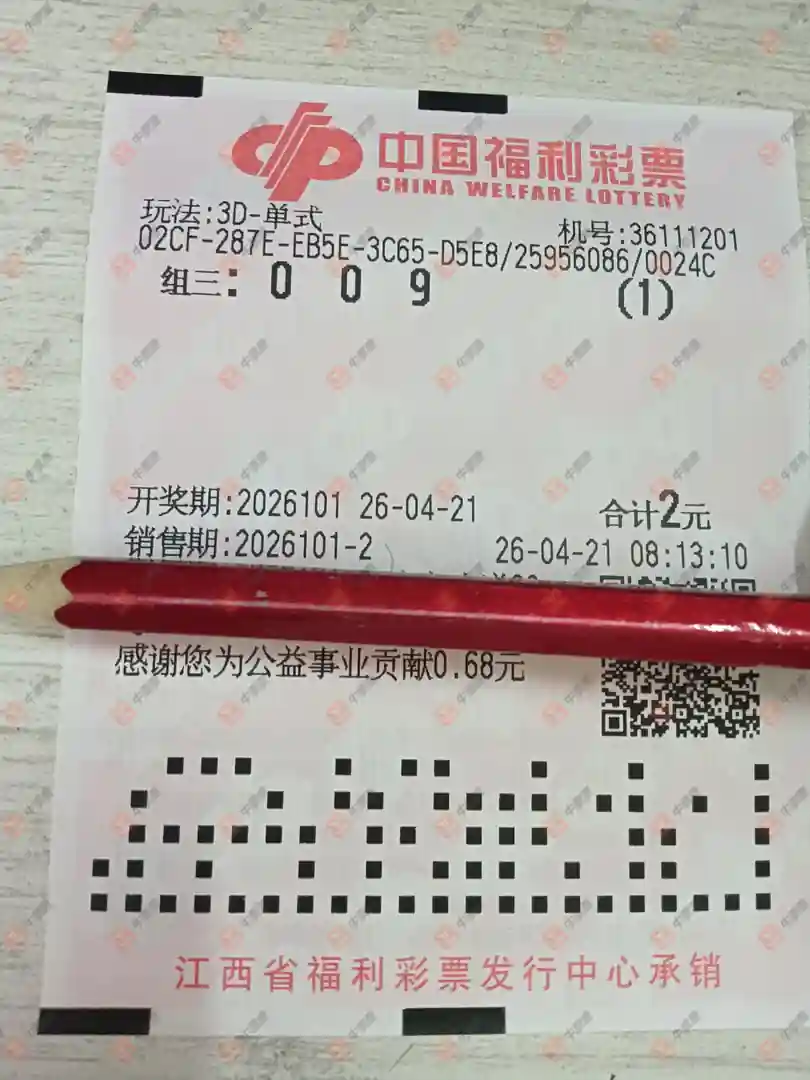 中国福利彩票
CHINA WELFARE LOTTERY
玩法:3D-单式 机号:36111201
02CF-287E-EB5E-3C65-D5E8/25956086/0024C
组三: 0 0 9 (1)
开奖期:2026101 26-04-21 合计2元
销售期:2026101-2 26-04-21 08:13:10
感谢您为公益事业贡献0.68元
江西省福利彩票发行中心承销